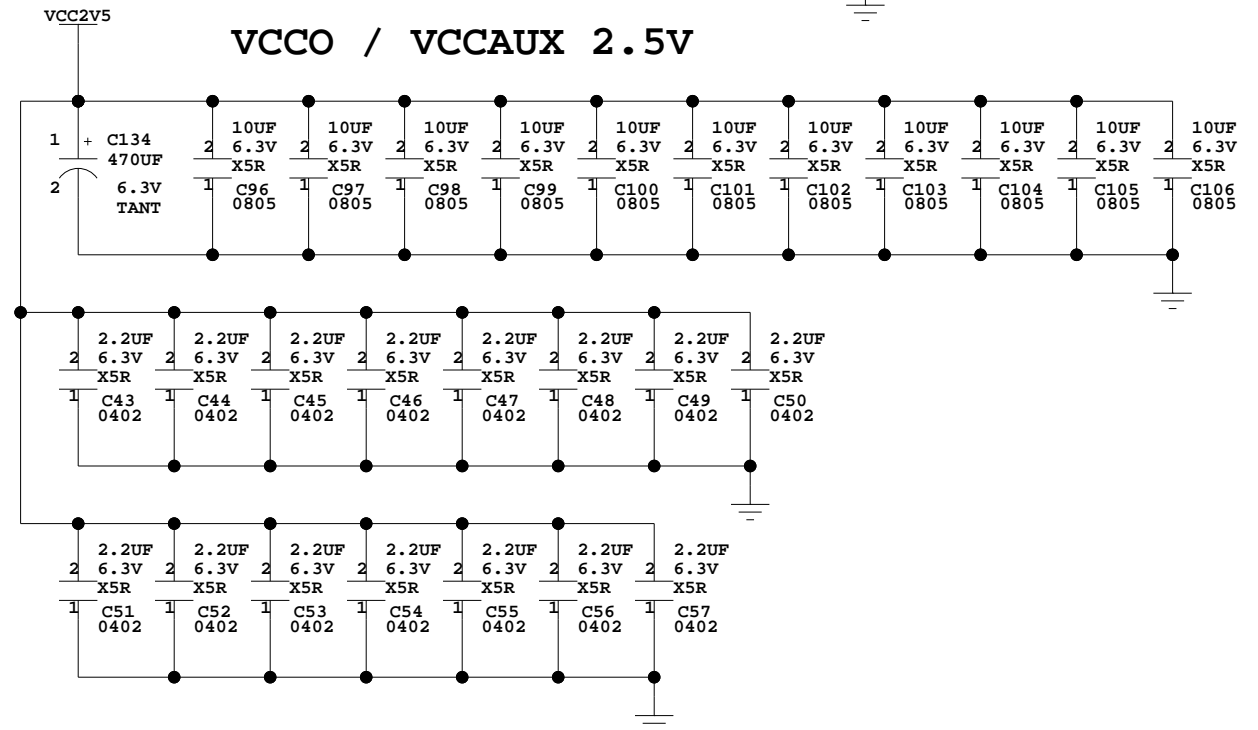 VCC2V5
VCCO / VCCAUX 2.5V
1 + C134
470UF
2 6.3V
TANT
10UF 10UF 10UF 10UF 10UF 10UF 10UF 10UF 10UF 10UF 10UF
2 6.3V 2 6.3V 2 6.3V 2 6.3V 2 6.3V 2 6.3V 2 6.3V 2 6.3V 2 6.3V 2 6.3V 2 6.3V
X5R X5R X5R X5R X5R X5R X5R X5R X5R X5R X5R
1 C96 1 C97 1 C98 1 C99 1 C100 1 C101 1 C102 1 C103 1 C104 1 C105 1 C106
0805 0805 0805 0805 0805 0805 0805 0805 0805 0805 0805
2.2UF 2.2UF 2.2UF 2.2UF 2.2UF 2.2UF 2.2UF 2.2UF
2 6.3V 2 6.3V 2 6.3V 2 6.3V 2 6.3V 2 6.3V 2 6.3V 2 6.3V
X5R X5R X5R X5R X5R X5R X5R X5R
1 C43 1 C44 1 C45 1 C46 1 C47 1 C48 1 C49 1 C50
0402 0402 0402 0402 0402 0402 0402 0402
2.2UF 2.2UF 2.2UF 2.2UF 2.2UF 2.2UF 2.2UF
2 6.3V 2 6.3V 2 6.3V 2 6.3V 2 6.3V 2 6.3V 2 6.3V
X5R X5R X5R X5R X5R X5R X5R
1 C51 1 C52 1 C53 1 C54 1 C55 1 C56 1 C57
0402 0402 0402 0402 0402 0402 0402